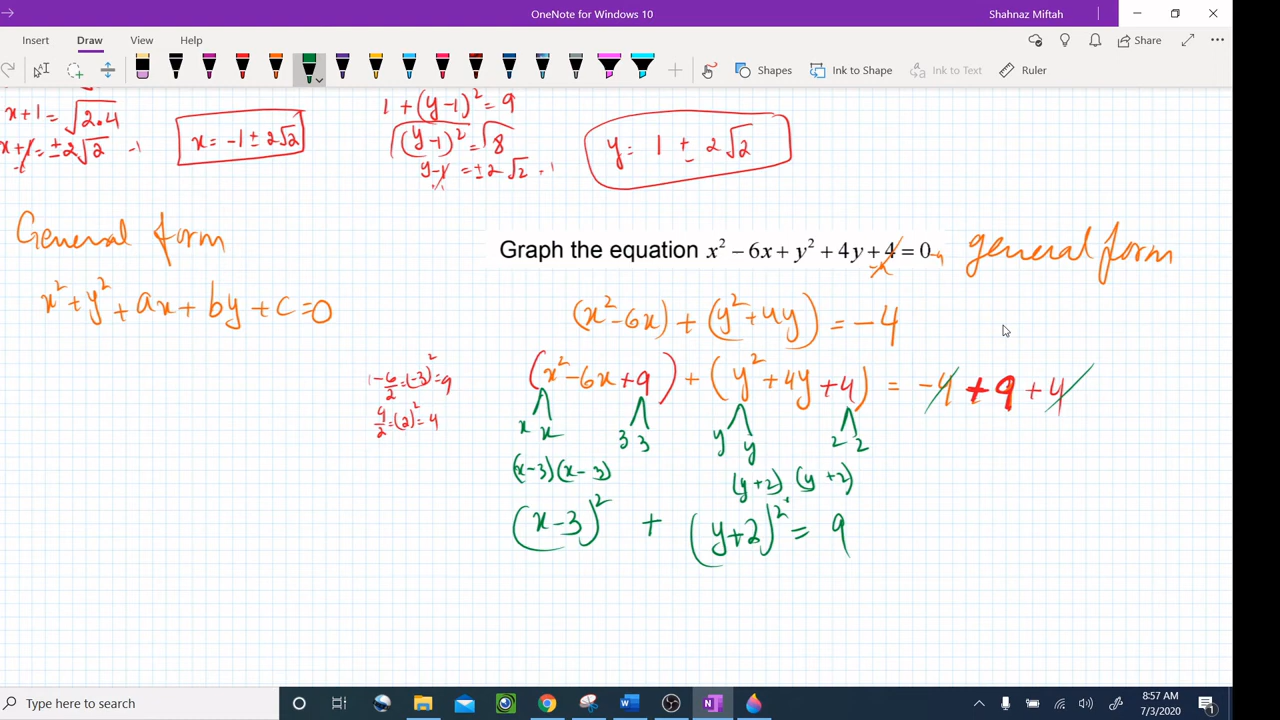 OneNote for Windows 10
Shahnaz Miftah
Insert Draw View Help
Share
Shapes Ink to Shape Ink to Text Ruler
x+1 = √2·4
x+1 = ±2√2 -1
x = -1 ± 2√2
1 + (y-1)² = 9
√(y-1)² = √8
y-1 = ±2√2 +1
y = 1 ± 2√2
General form
x² + y² + ax + by + c = 0
Graph the equation x² − 6x + y² + 4y + 4 = 0 -4
-4
general form
(x² - 6x) + (y² + 4y) = -4
(x² - 6x + 9) + (y² + 4y + 4) = -4 + 9 + 4
-6/2 = (-3)² = 9
4/2 = (2)² = 4
x x 3 3 y y 2 2
(x-3)(x-3) (y+2)(y+2)
(x-3)² + (y+2)² = 9
Type here to search
8:57 AM
7/3/2020